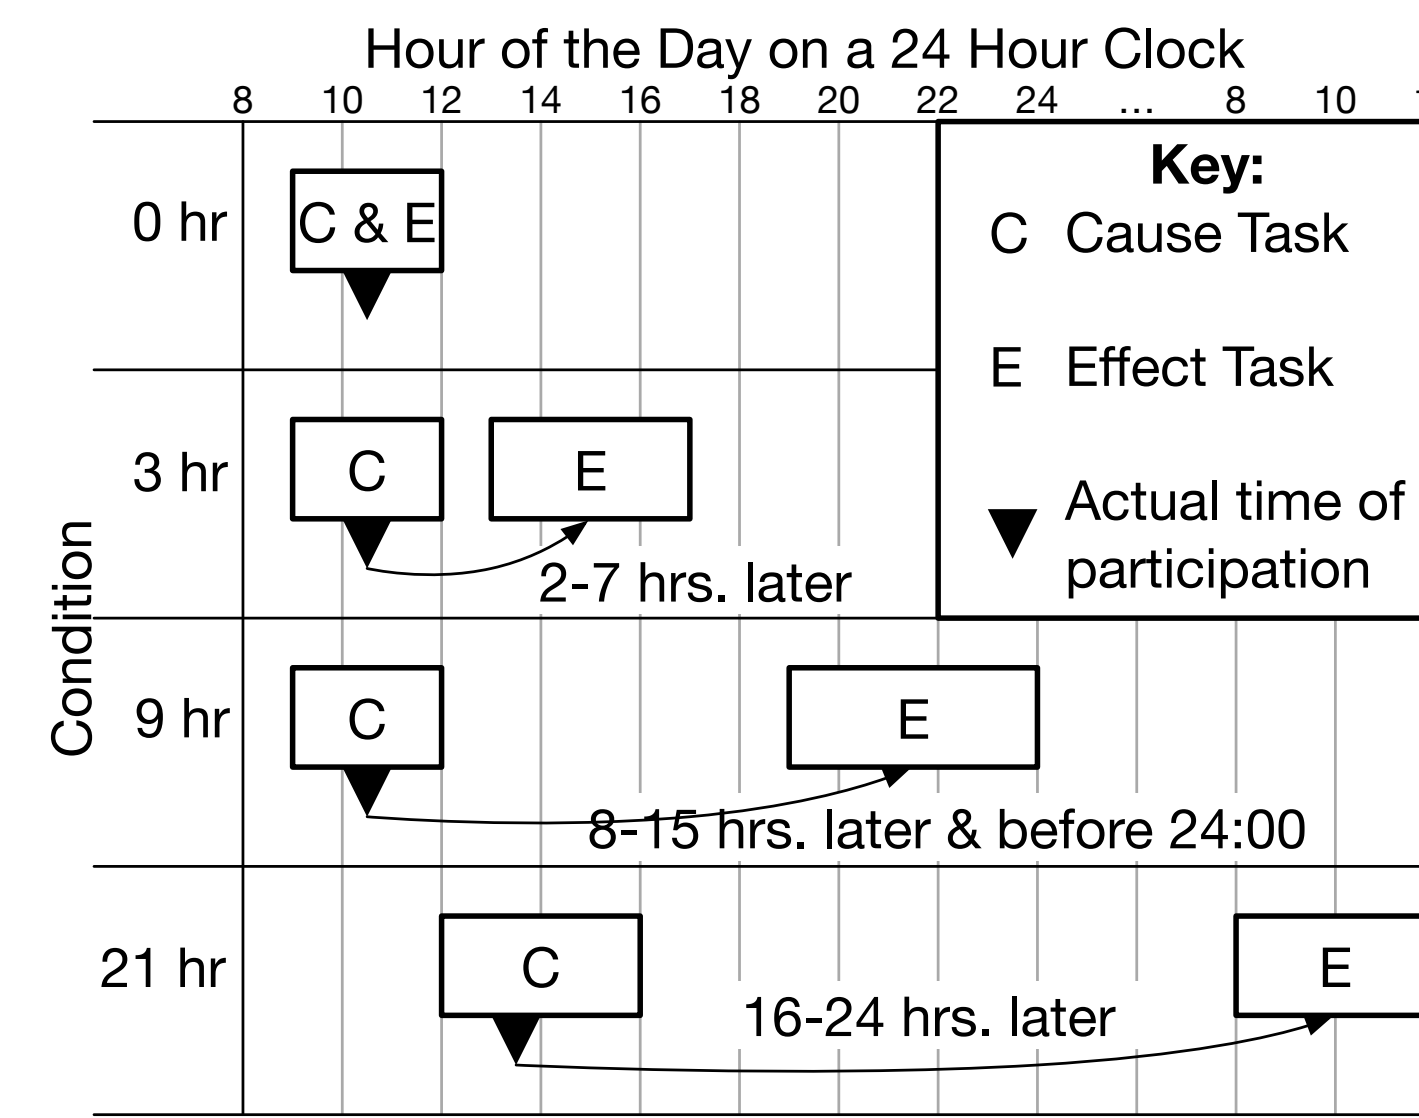 Hour of the Day on a 24 Hour Clock
8 10 12 14 16 18 20 22 24 ... 8 10
Key:
C Cause Task
E Effect Task
Actual time of
participation
Condition
0 hr
C & E
3 hr
C
E
2-7 hrs. later
9 hr
C
E
8-15 hrs. later & before 24:00
21 hr
C
E
16-24 hrs. later